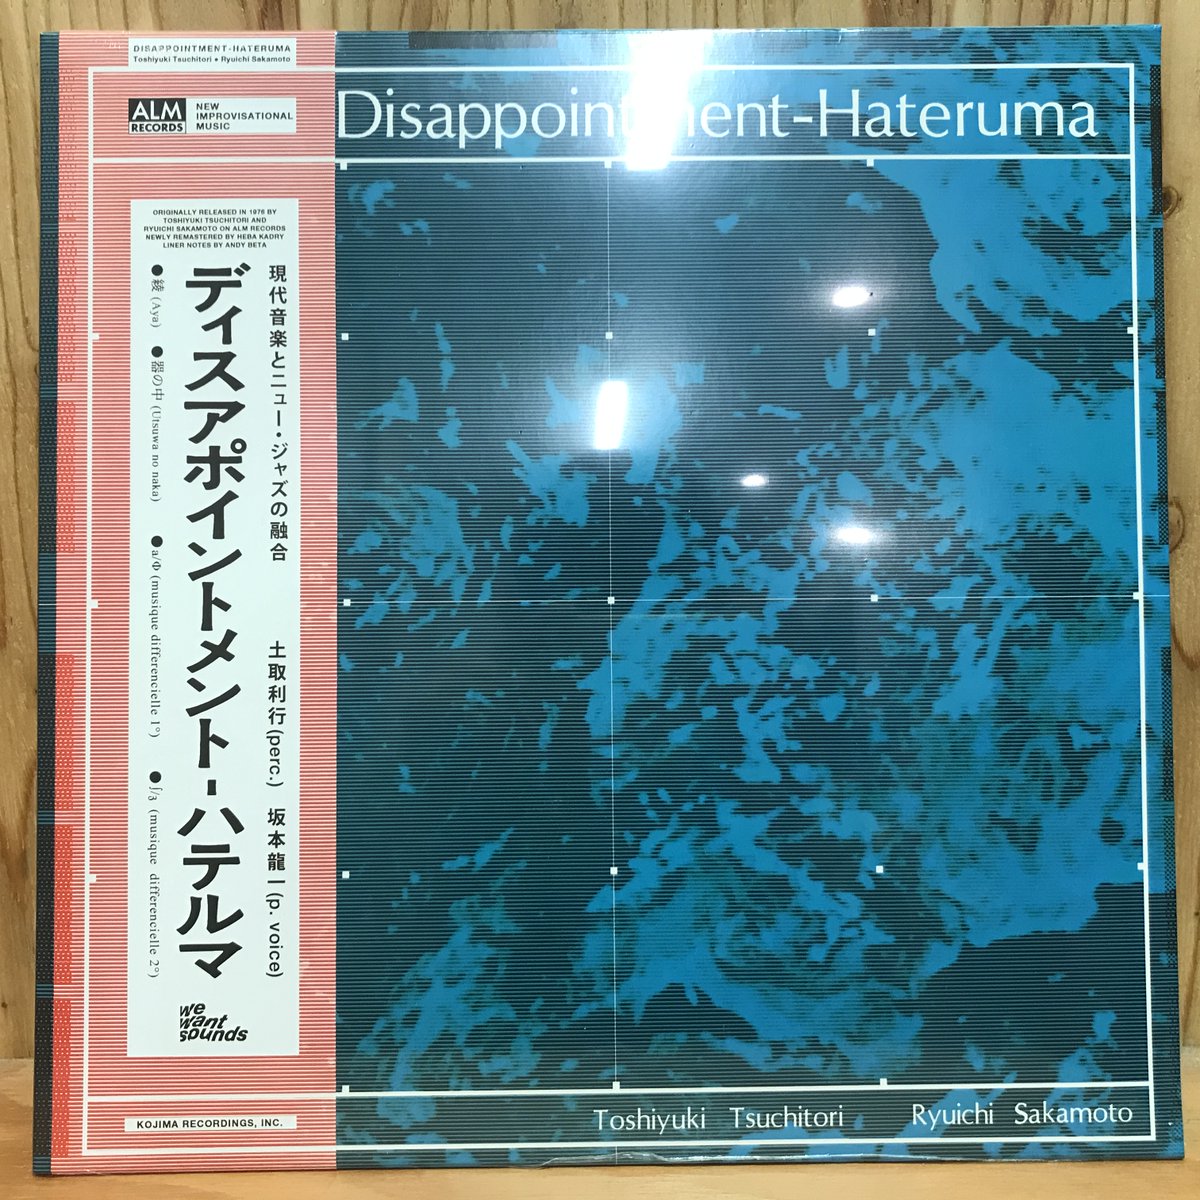 DISAPPOINTMENT-HATERUMA
Toshiyuki Tsuchitori ● Ryuichi Sakamoto
ALM
RECORDS
NEW
IMPROVISATIONAL
MUSIC
Disappointment-Hateruma
ORIGINALLY RELEASED IN 1976 BY
TOSHIYUKI TSUCHITORI AND
RYUICHI SAKAMOTO ON ALM RECORDS
NEWLY REMASTERED BY HEBA KADRY
LINER NOTES BY ANDY BETA
現代音楽とニュー・ジャズの融合 土取利行(perc.) 坂本龍一(p. voice)
ディスアポイントメント-ハテルマ
●綾 (Aya) ●器の中 (Utsuwa no naka) ●a/Φ (musique differencielle 1°) ●∫/3 (musique differencielle 2°)
we
want
sounds
KOJIMA RECORDINGS, INC.
Toshiyuki Tsuchitori Ryuichi Sakamoto